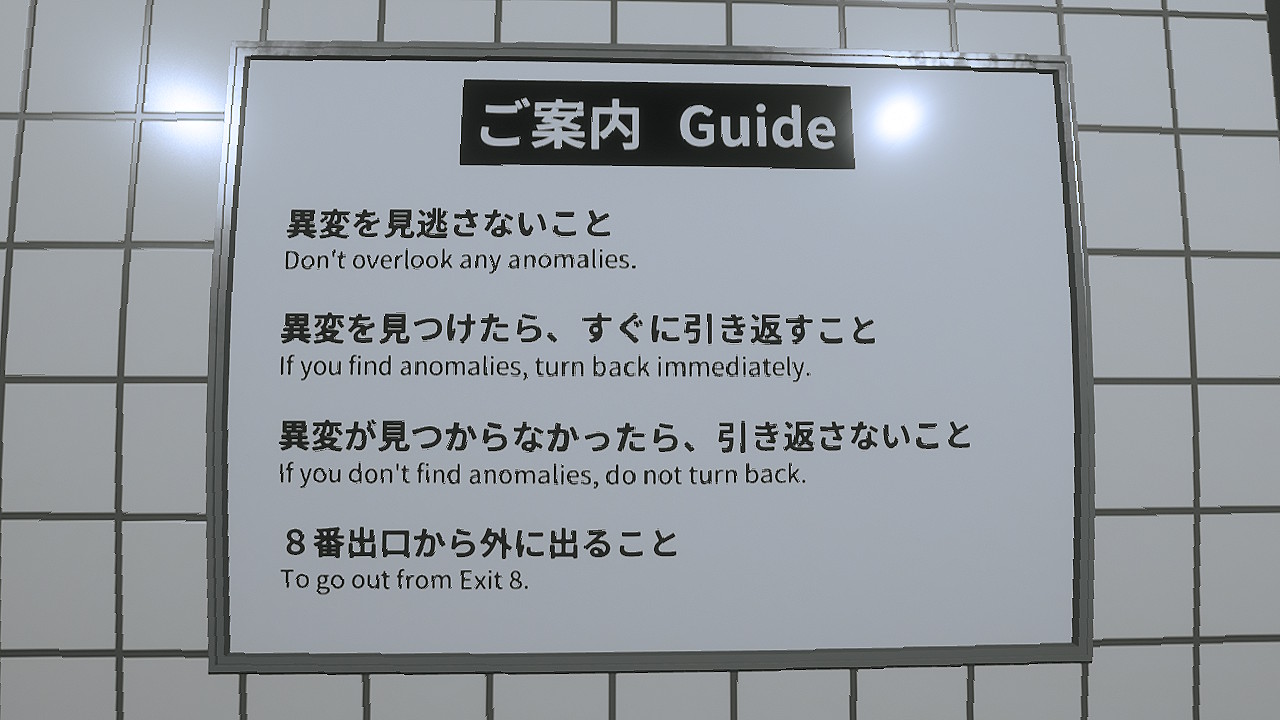 ご案内 Guide
異変を見逃さないこと
Don't overlook any anomalies.
異変を見つけたら、すぐに引き返すこと
If you find anomalies, turn back immediately.
異変が見つからなかったら、引き返さないこと
If you don't find anomalies, do not turn back.
８番出口から外に出ること
To go out from Exit 8.